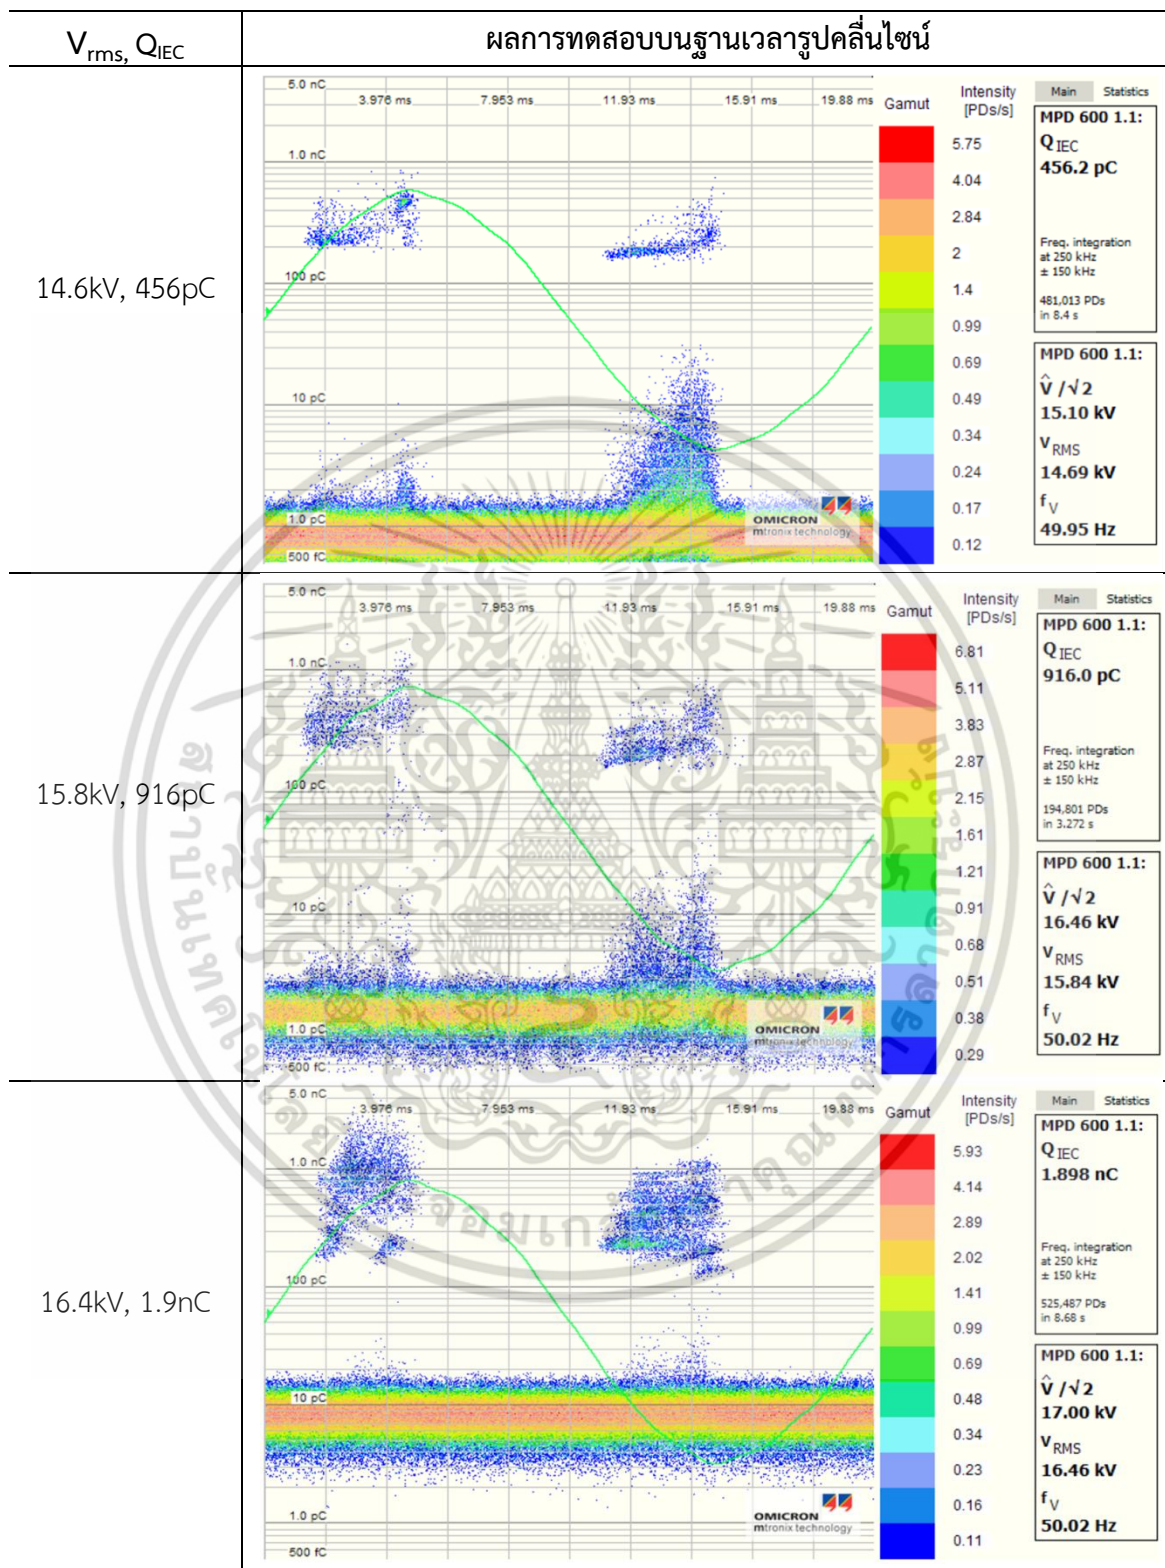 Vrms, QIEC
ผลการทดสอบบนฐานเวลารูปคลื่นไซน์
14.6kV, 456pC
5.0 nC
3.976 ms 7.953 ms 11.93 ms 15.91 ms 19.88 ms
1.0 nC
100 pC
10 pC
1.0 pC
500 fC
OMICRON
mtronix technology
Gamut
Intensity
[PDs/s]
5.75
4.04
2.84
2
1.4
0.99
0.69
0.49
0.34
0.24
0.17
0.12
Main Statistics
MPD 600 1.1:
QIEC
456.2 pC
Freq. integration
at 250 kHz
± 150 kHz
481,013 PDs
in 8.4 s
MPD 600 1.1:
V̂ /√2
15.10 kV
VRMS
14.69 kV
fV
49.95 Hz
15.8kV, 916pC
5.0 nC
3.976 ms 7.953 ms 11.93 ms 15.91 ms 19.88 ms
1.0 nC
100 pC
10 pC
1.0 pC
500 fC
OMICRON
mtronix technology
Gamut
Intensity
[PDs/s]
6.81
5.11
3.83
2.87
2.15
1.61
1.21
0.91
0.68
0.51
0.38
0.29
Main Statistics
MPD 600 1.1:
QIEC
916.0 pC
Freq. integration
at 250 kHz
± 150 kHz
194,801 PDs
in 3.272 s
MPD 600 1.1:
V̂ /√2
16.46 kV
VRMS
15.84 kV
fV
50.02 Hz
16.4kV, 1.9nC
5.0 nC
3.976 ms 7.953 ms 11.93 ms 15.91 ms 19.88 ms
1.0 nC
100 pC
10 pC
1.0 pC
500 fC
OMICRON
mtronix technology
Gamut
Intensity
[PDs/s]
5.93
4.14
2.89
2.02
1.41
0.99
0.69
0.48
0.34
0.23
0.16
0.11
Main Statistics
MPD 600 1.1:
QIEC
1.898 nC
Freq. integration
at 250 kHz
± 150 kHz
525,487 PDs
in 8.68 s
MPD 600 1.1:
V̂ /√2
17.00 kV
VRMS
16.46 kV
fV
50.02 Hz